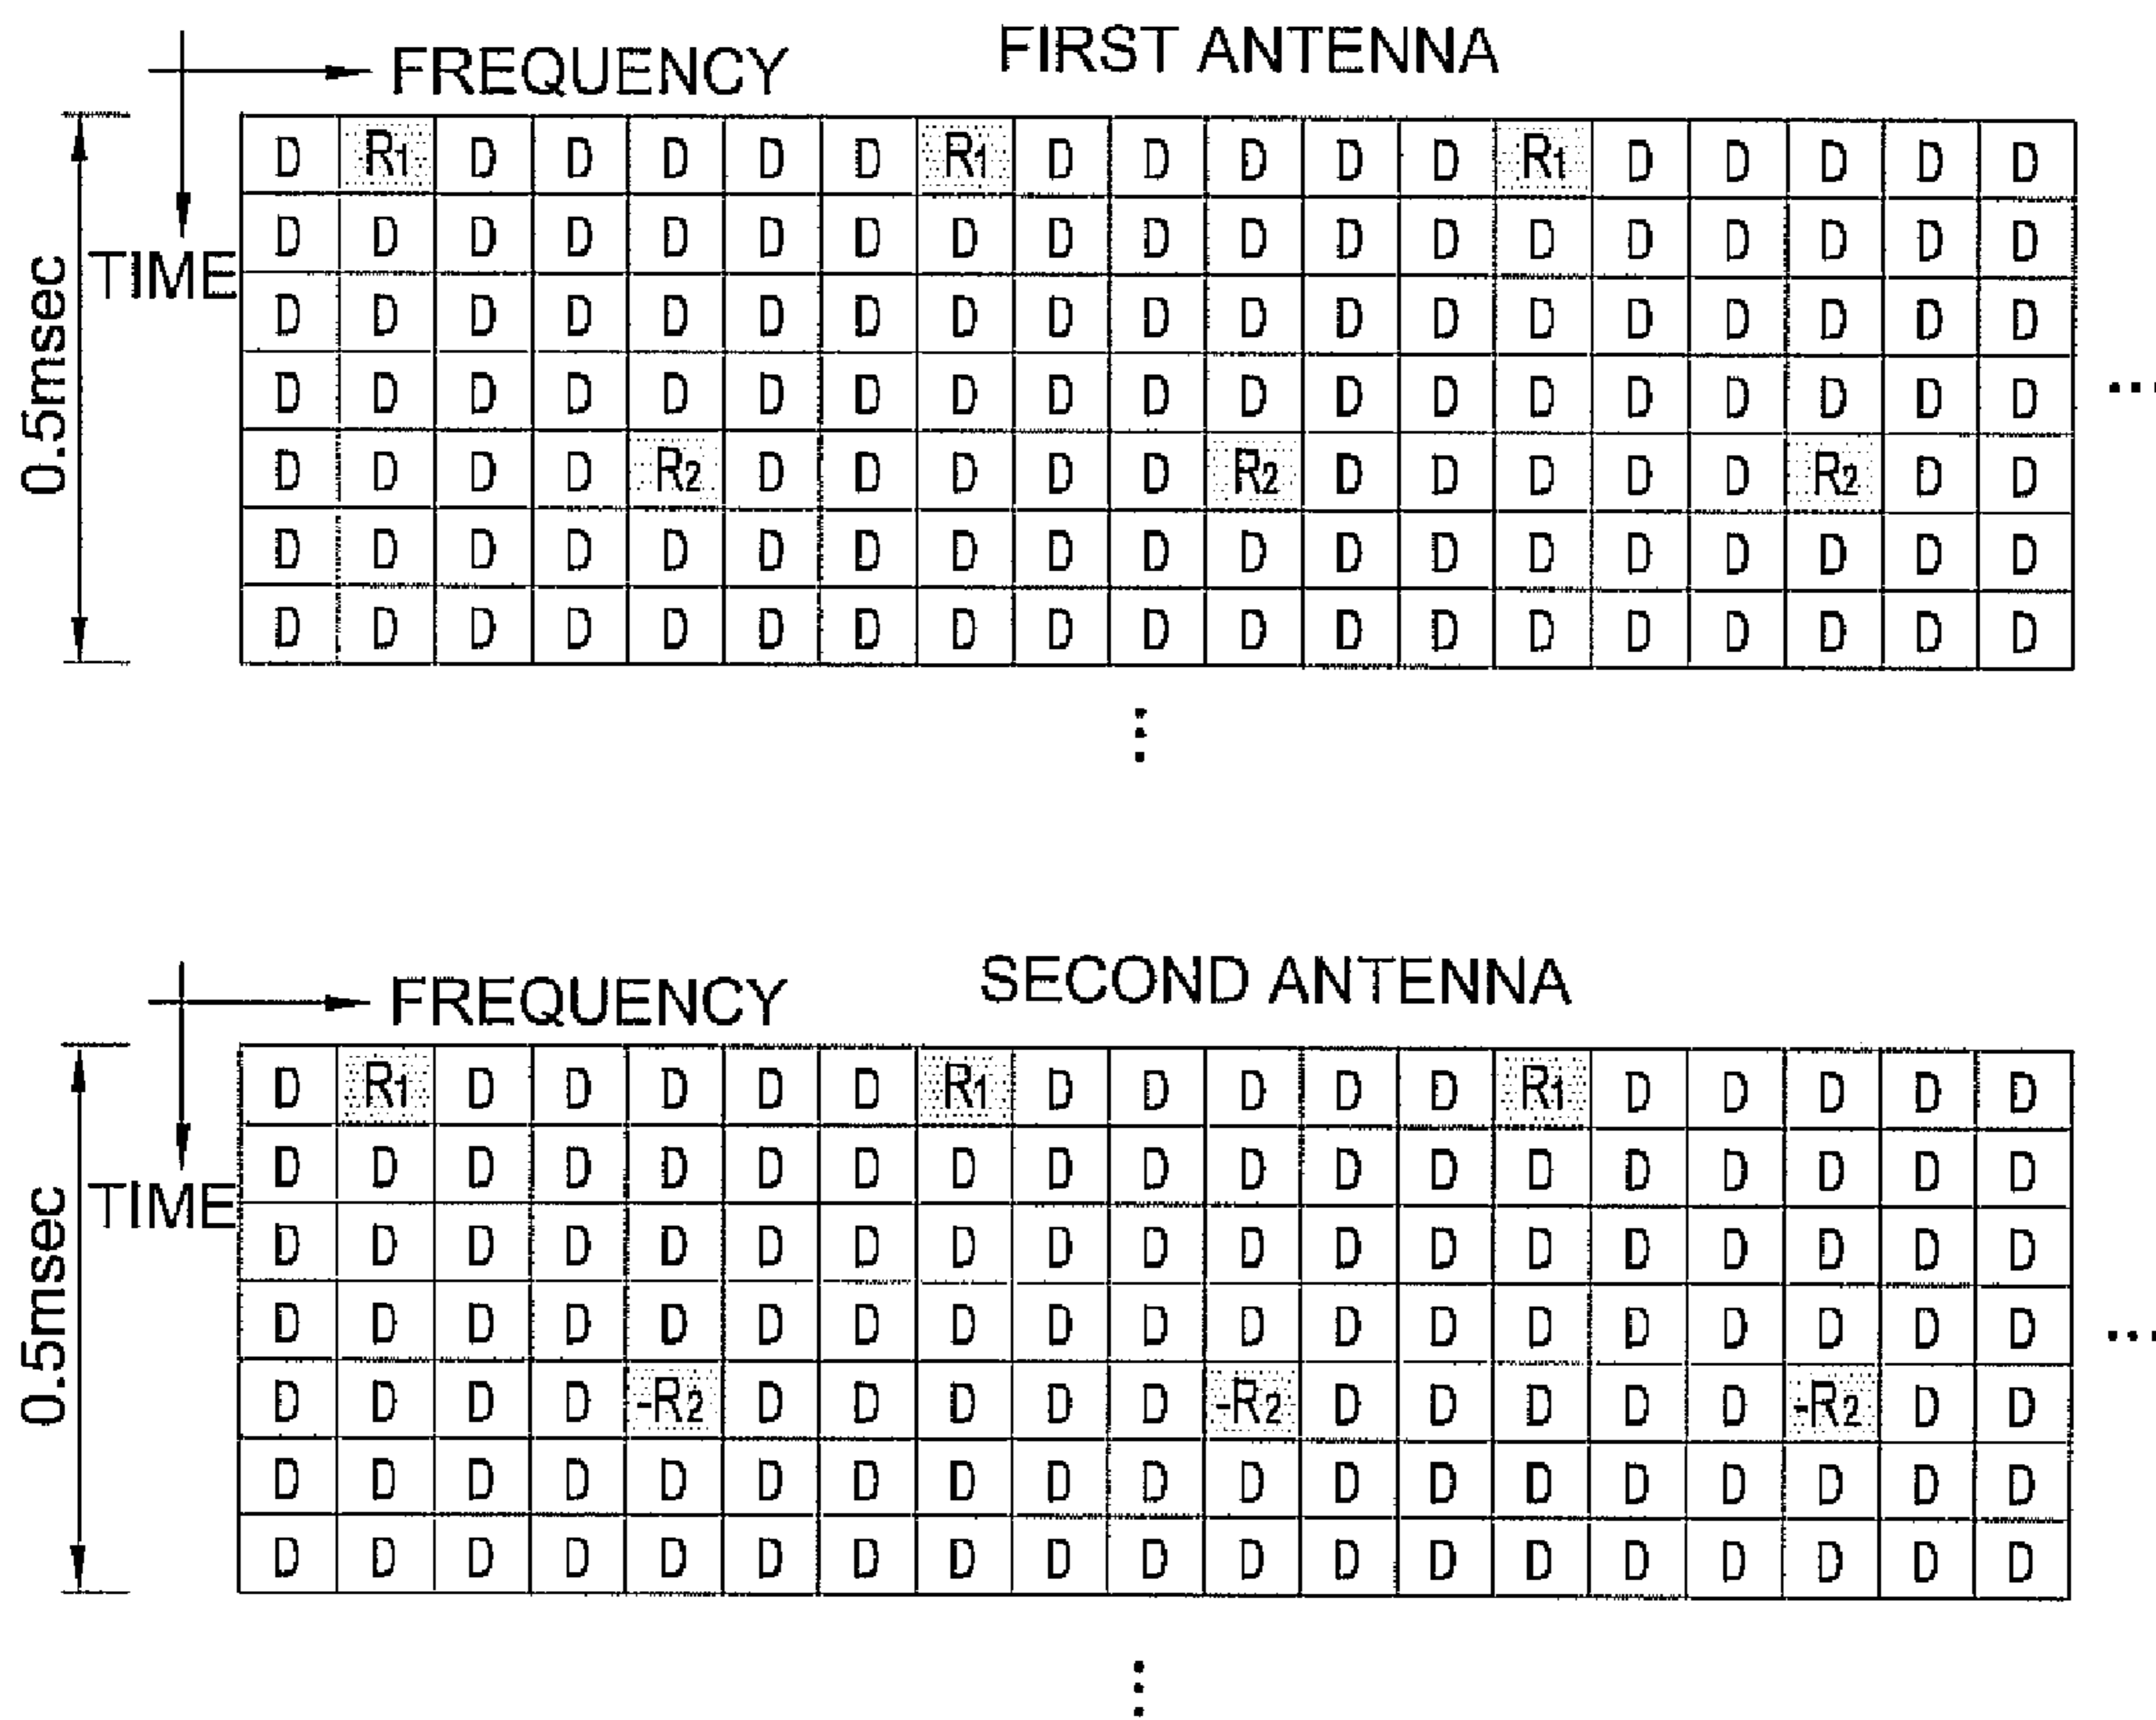 FIRST ANTENNA
FREQUENCY
TIME
0.5msec
D R1 D D D D D R1 D D D D D R1 D D D D D
D D D D D D D D D D D D D D D D D D D
D D D D D D D D D D D D D D D D D D D
D D D D D D D D D D D D D D D D D D D
D D D D R2 D D D D D R2 D D D D D R2 D D
D D D D D D D D D D D D D D D D D D D
D D D D D D D D D D D D D D D D D D D
...
SECOND ANTENNA
FREQUENCY
TIME
0.5msec
D R1 D D D D D R1 D D D D D R1 D D D D D
D D D D D D D D D D D D D D D D D D D
D D D D D D D D D D D D D D D D D D D
D D D D D D D D D D D D D D D D D D D
D D D D -R2 D D D D D -R2 D D D D D -R2 D D
D D D D D D D D D D D D D D D D D D D
D D D D D D D D D D D D D D D D D D D
...